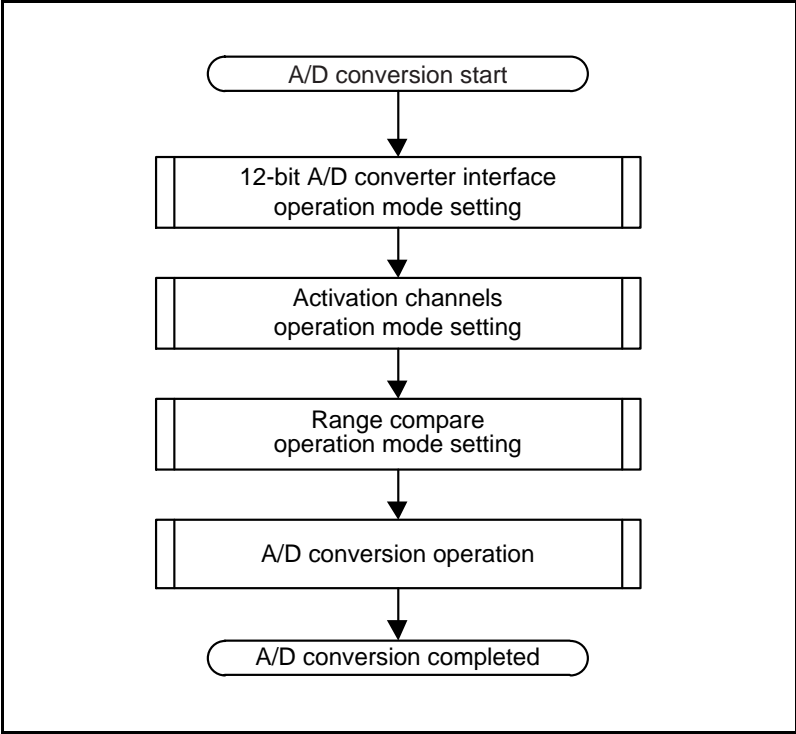 A/D conversion start
12-bit A/D converter interface
operation mode setting
Activation channels
operation mode setting
Range compare
operation mode setting
A/D conversion operation
A/D conversion completed